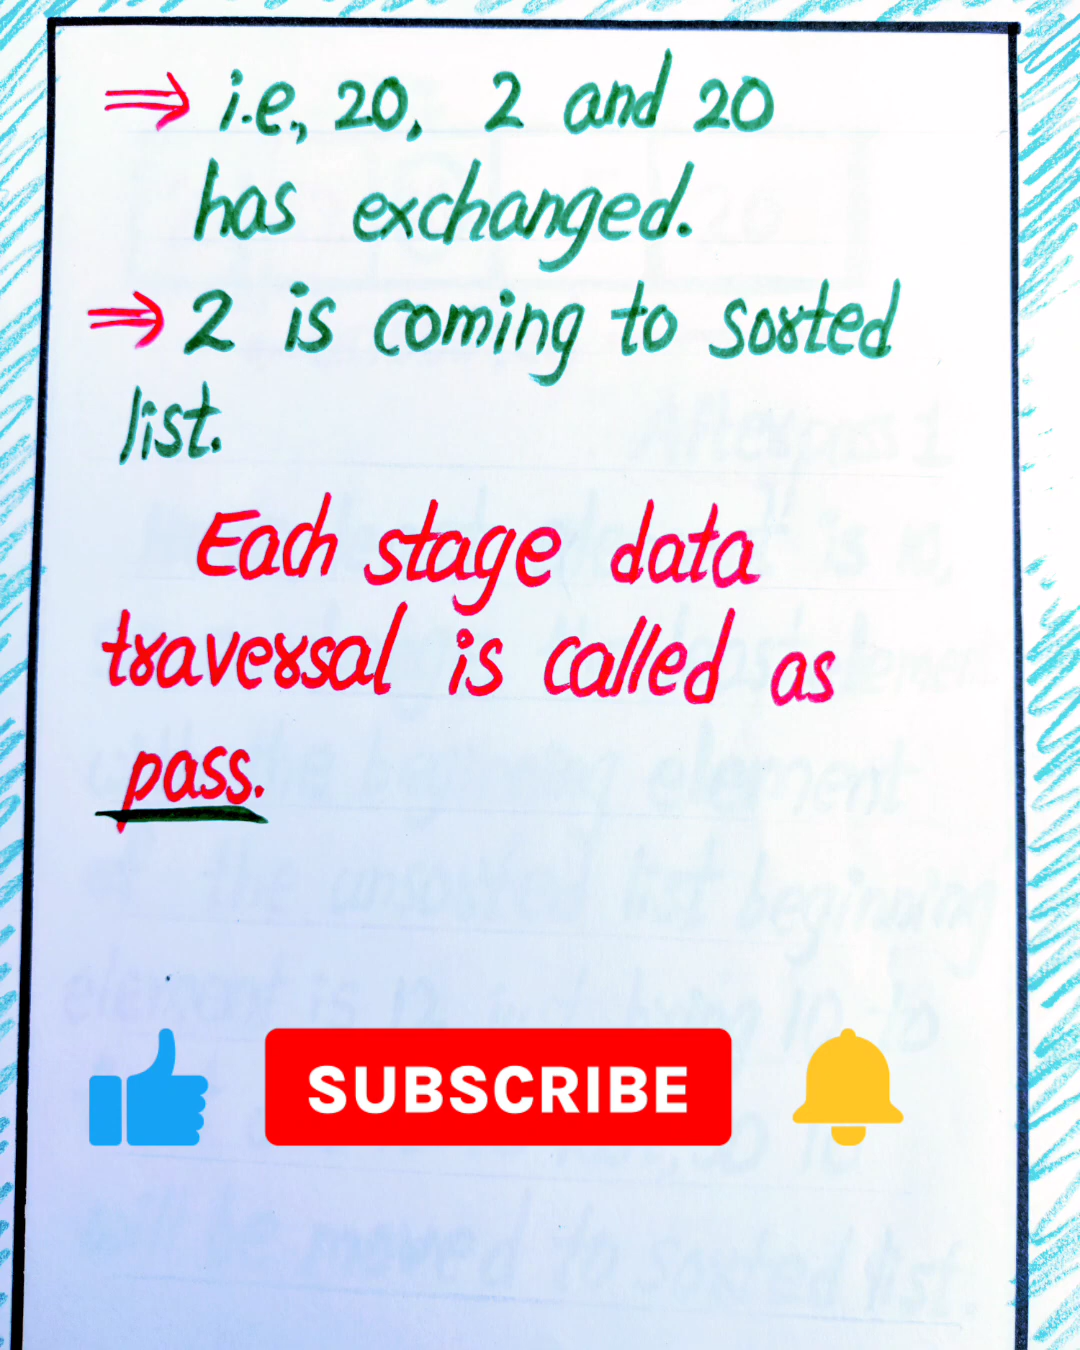 ⇒ i.e., 20, 2 and 20
has exchanged.
⇒ 2 is coming to sorted
list.
Each stage data
traversal is called as
pass.
SUBSCRIBE